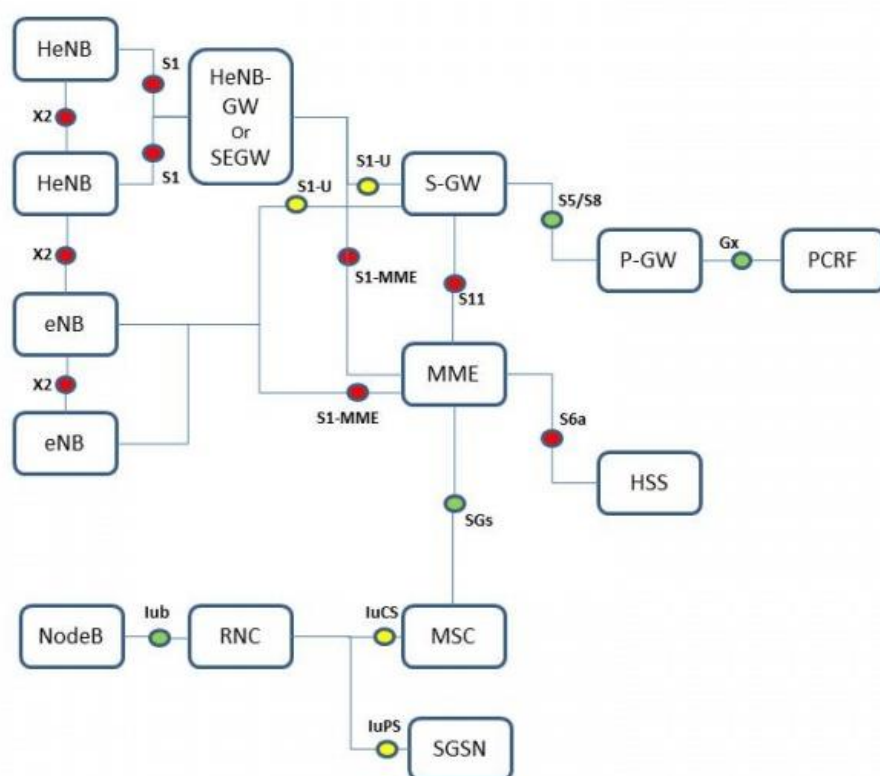 HeNB
S1
HeNB-
GW
Or
SEGW
X2
HeNB
S1
S1-U
S1-U
S-GW
S5/S8
X2
S1-MME
S11
P-GW
Gx
PCRF
eNB
MME
X2
S1-MME
S6a
eNB
HSS
SGs
NodeB
Iub
RNC
IuCS
MSC
IuPS
SGSN